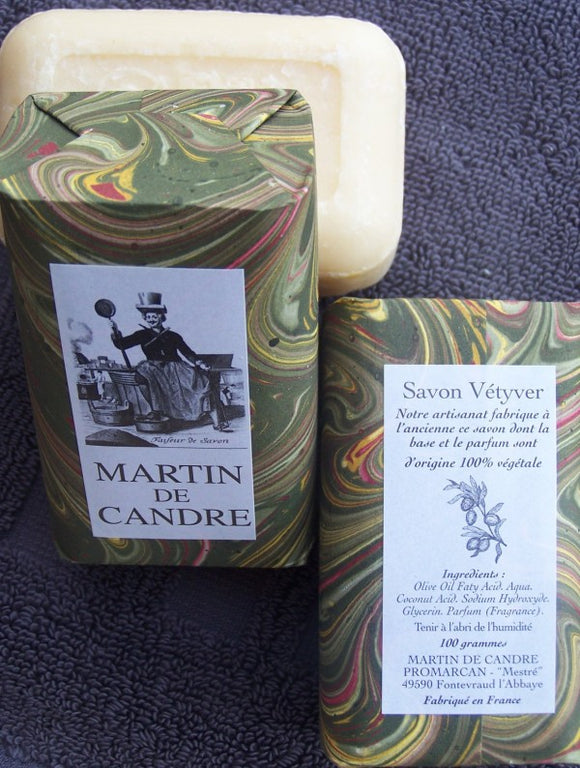 Faiseur de Savon
MARTIN
DE
CANDRE
Savon Vétyver
Notre artisanat fabrique à
l'ancienne ce savon dont la
base et le parfum sont
d'origine 100% végétale
Ingredients :
Olive Oil Faty Acid. Aqua.
Coconut Acid. Sodium Hydroxyde.
Glycerin. Parfum (Fragrance).
Tenir à l'abri de l'humidité
100 grammes
MARTIN DE CANDRE
PROMARCAN - "Mestré"
49590 Fontevraud l'Abbaye
Fabriqué en France